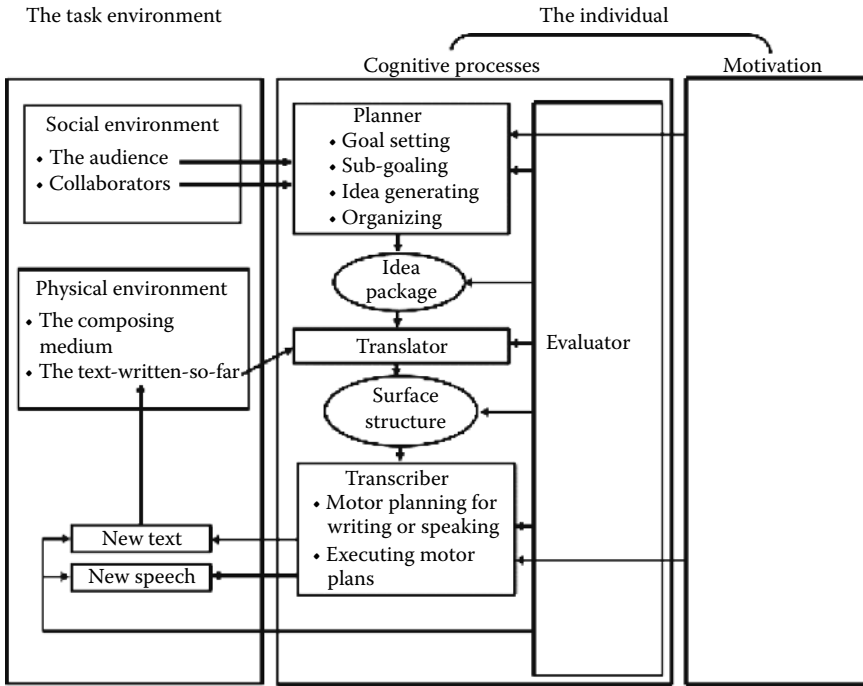 The task environment
The individual
Cognitive processes
Motivation
Social environment
• The audience
• Collaborators
Physical environment
• The composing
medium
• The text-written-so-far
New text
New speech
Planner
• Goal setting
• Sub-goaling
• Idea generating
• Organizing
Idea
package
Translator
Surface
structure
Transcriber
• Motor planning for
writing or speaking
• Executing motor
plans
Evaluator